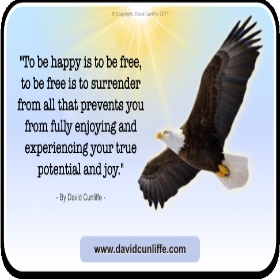 © Copyright: David Cunliffe 2011
"To be happy is to be free,
to be free is to surrender
from all that prevents you
from fully enjoying and
experiencing your true
potential and joy."
- By David Cunliffe -
www.davidcunliffe.com